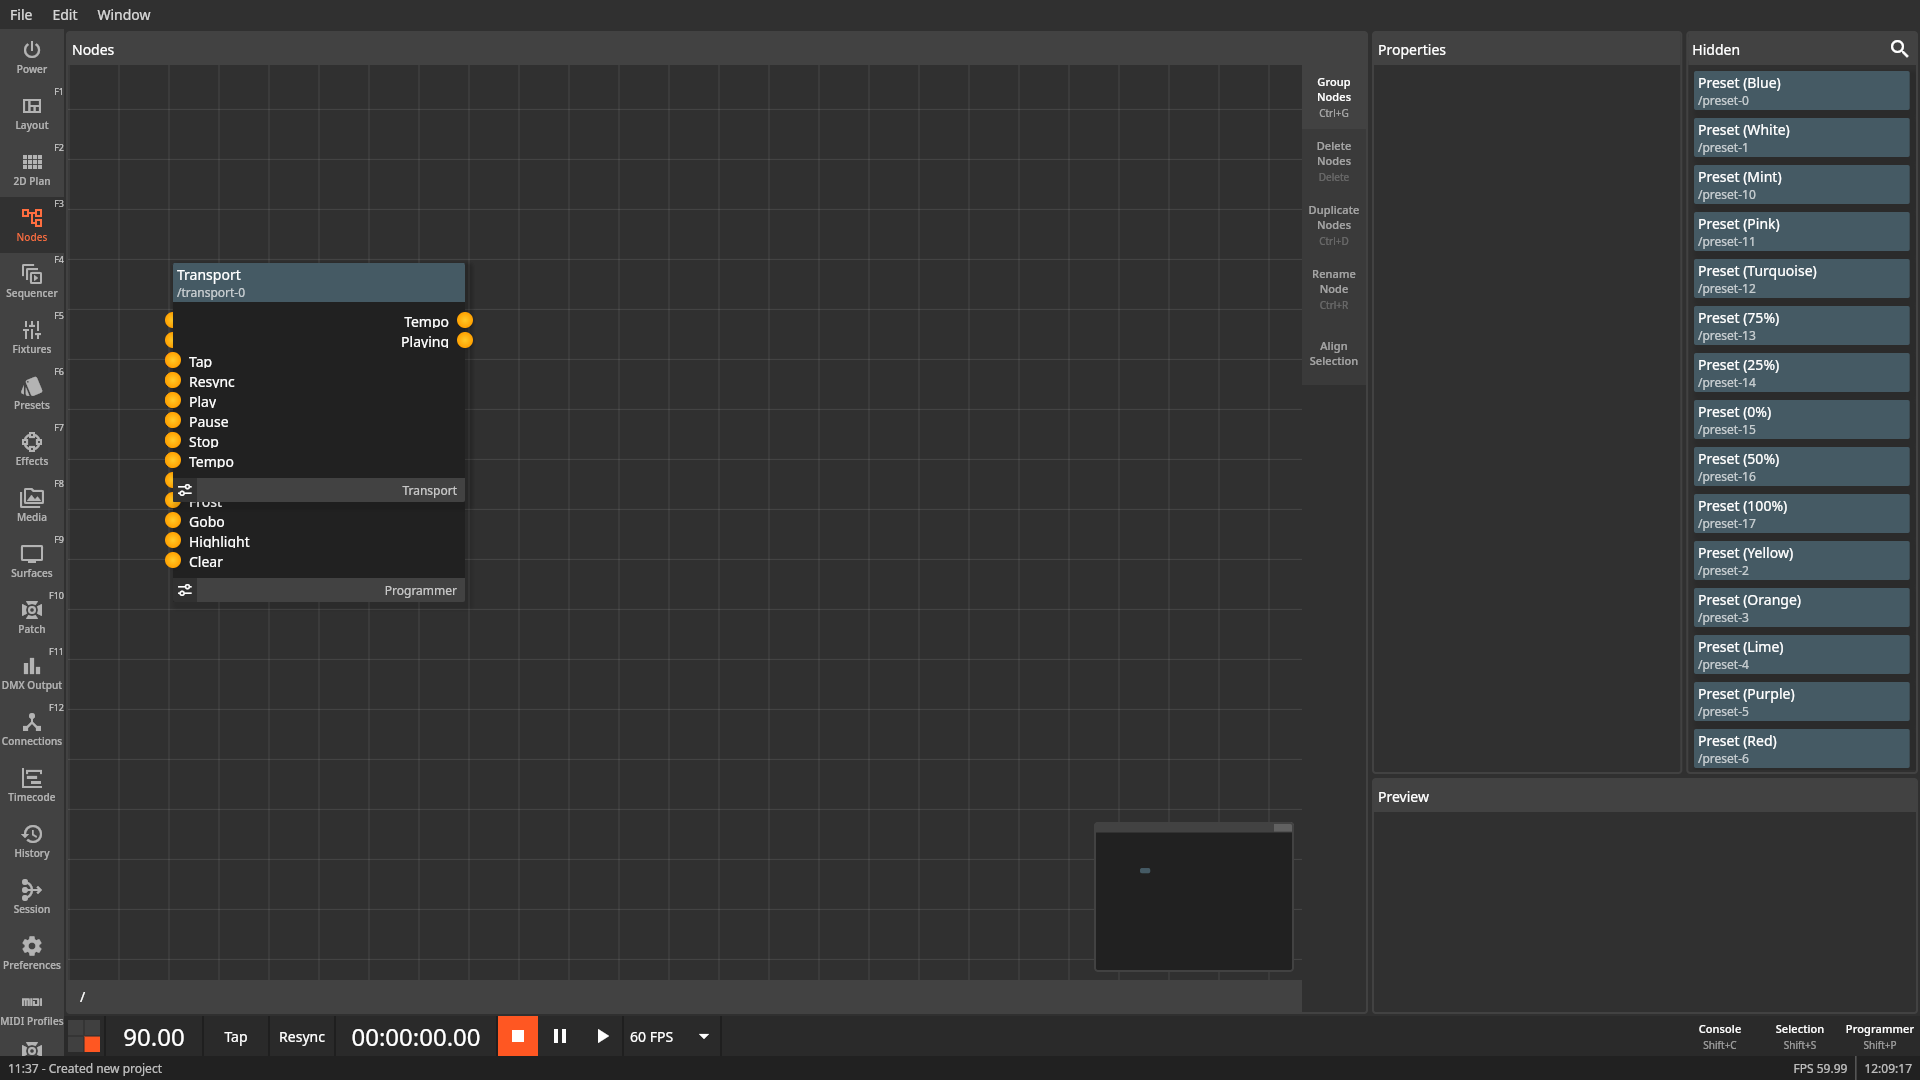 File Edit Window
Power
F1
Layout
F2
2D Plan
F3
Nodes
F4
Sequencer
F5
Fixtures
F6
Presets
F7
Effects
F8
Media
F9
Surfaces
F10
Patch
F11
DMX Output
F12
Connections
Timecode
History
Session
Preferences
MIDI
MIDI Profiles
Nodes
Transport
/transport-0
Tempo
Playing
Tap
Resync
Play
Pause
Stop
Tempo
Transport
Frost
Gobo
Highlight
Clear
Programmer
Group
Nodes
Ctrl+G
Delete
Nodes
Delete
Duplicate
Nodes
Ctrl+D
Rename
Node
Ctrl+R
Align
Selection
/
Properties
Hidden
Preset (Blue)
/preset-0
Preset (White)
/preset-1
Preset (Mint)
/preset-10
Preset (Pink)
/preset-11
Preset (Turquoise)
/preset-12
Preset (75%)
/preset-13
Preset (25%)
/preset-14
Preset (0%)
/preset-15
Preset (50%)
/preset-16
Preset (100%)
/preset-17
Preset (Yellow)
/preset-2
Preset (Orange)
/preset-3
Preset (Lime)
/preset-4
Preset (Purple)
/preset-5
Preset (Red)
/preset-6
Preview
90.00 Tap Resync 00:00:00.00 60 FPS
Console
Shift+C
Selection
Shift+S
Programmer
Shift+P
11:37 - Created new project
FPS 59.99 12:09:17